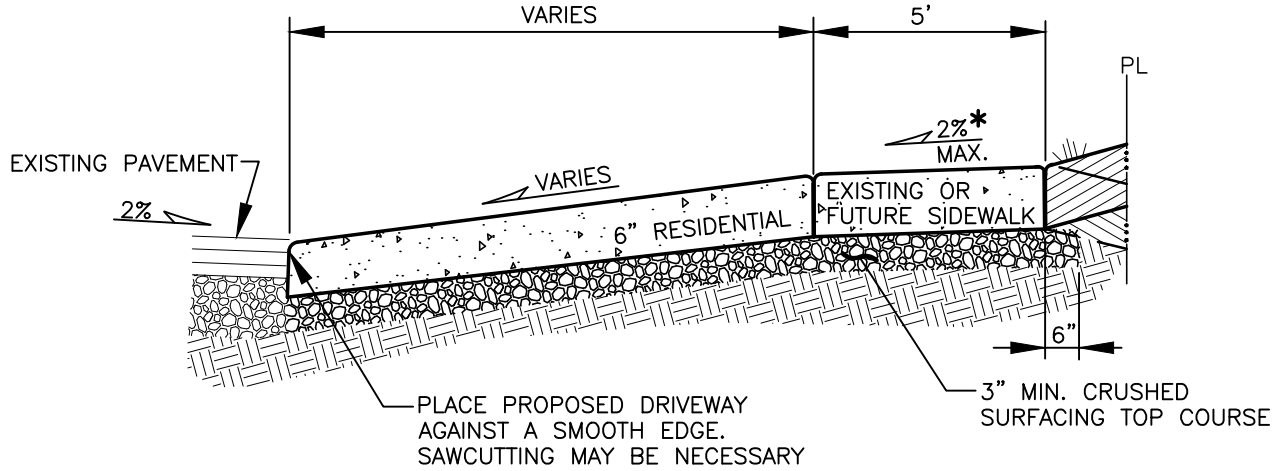 VARIES
5'
PL
2%*
MAX.
EXISTING PAVEMENT
VARIES
2%
EXISTING OR
FUTURE SIDEWALK
6" RESIDENTIAL
6"
PLACE PROPOSED DRIVEWAY
AGAINST A SMOOTH EDGE.
SAWCUTTING MAY BE NECESSARY
3" MIN. CRUSHED
SURFACING TOP COURSE